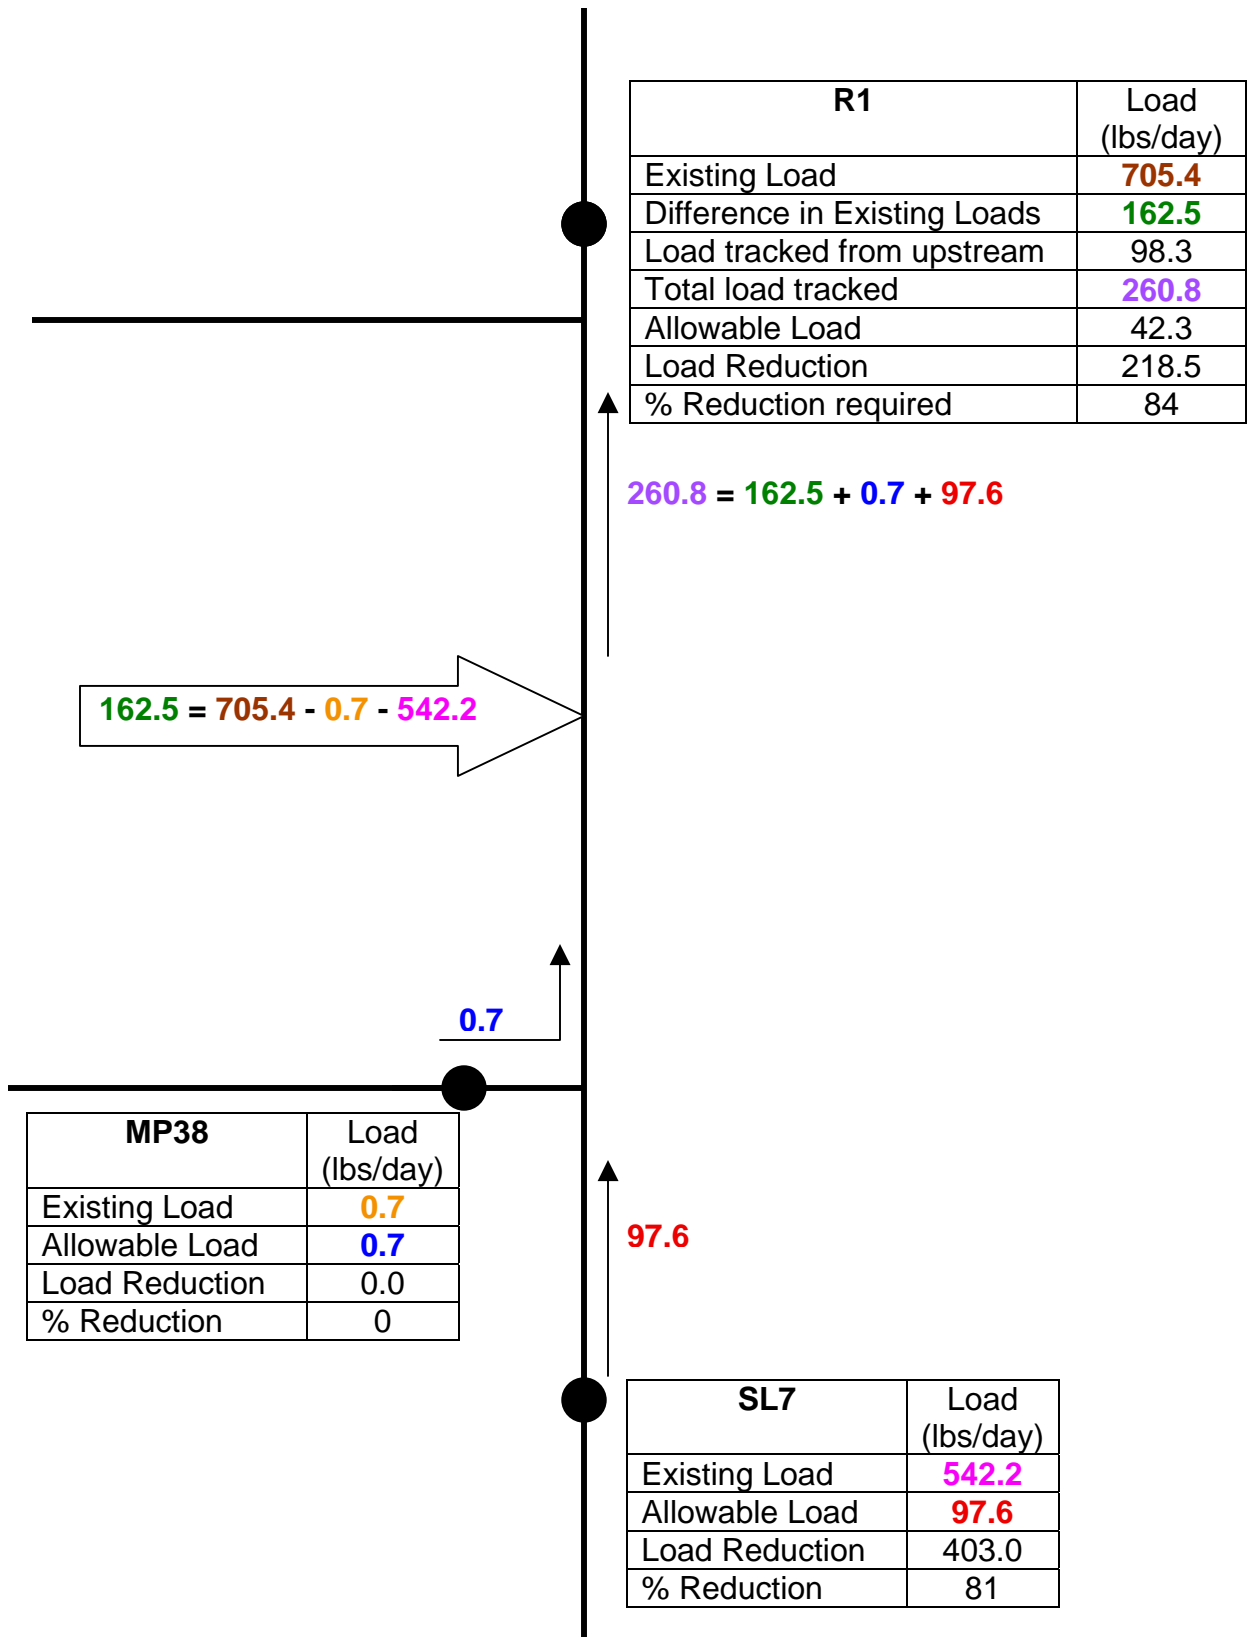 R1 Load
(lbs/day)
Existing Load 705.4
Difference in Existing Loads 162.5
Load tracked from upstream 98.3
Total load tracked 260.8
Allowable Load 42.3
Load Reduction 218.5
% Reduction required 84
260.8 = 162.5 + 0.7 + 97.6
162.5 = 705.4 - 0.7 - 542.2
0.7
MP38 Load
(lbs/day)
Existing Load 0.7
Allowable Load 0.7
Load Reduction 0.0
% Reduction 0
97.6
SL7 Load
(lbs/day)
Existing Load 542.2
Allowable Load 97.6
Load Reduction 403.0
% Reduction 81